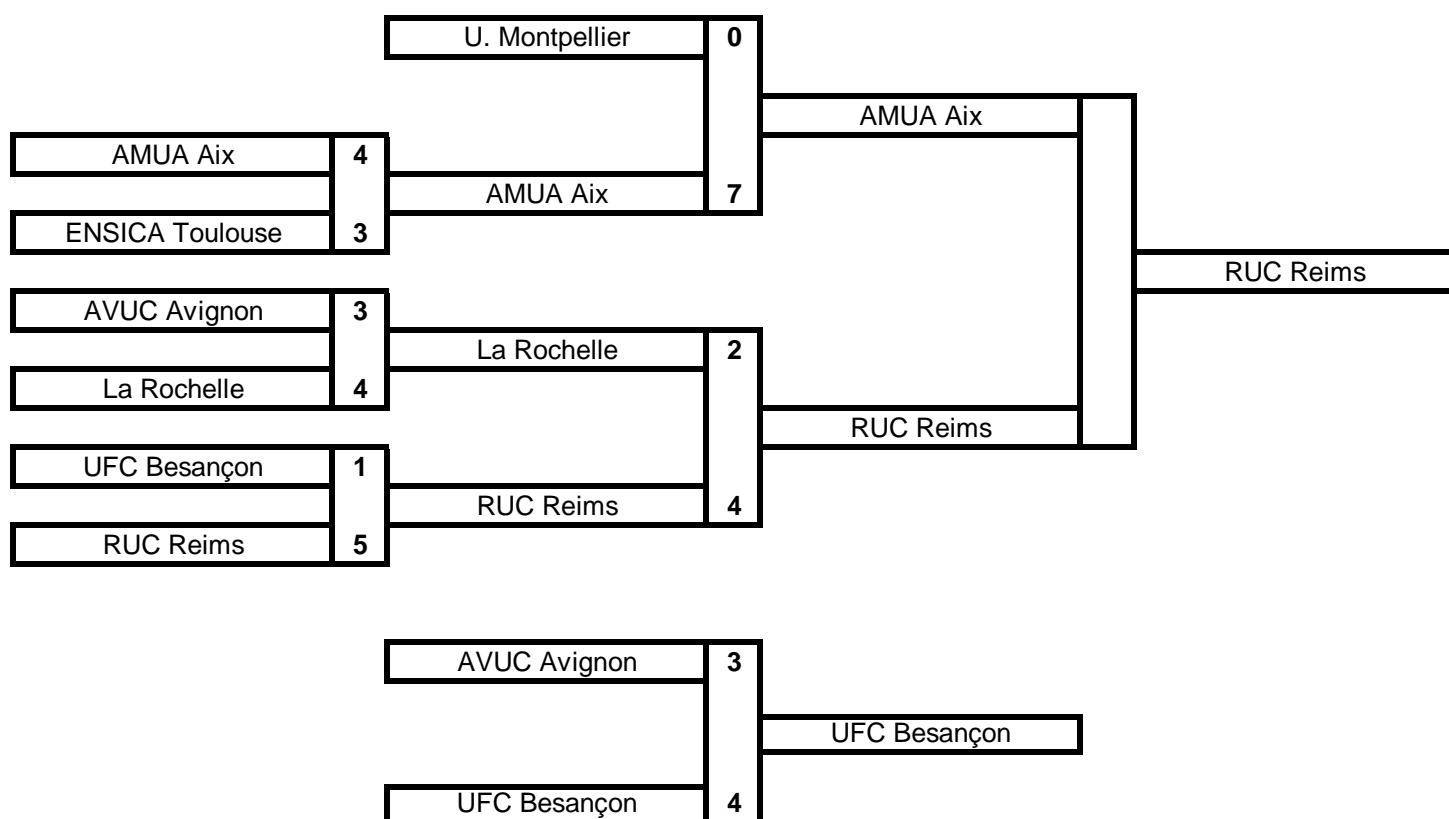 U. Montpellier 0
AMUA Aix
AMUA Aix 4
AMUA Aix 7
ENSICA Toulouse 3
RUC Reims
AVUC Avignon 3
La Rochelle 2
La Rochelle 4
RUC Reims
UFC Besançon 1
RUC Reims 4
RUC Reims 5
AVUC Avignon 3
UFC Besançon
UFC Besançon 4